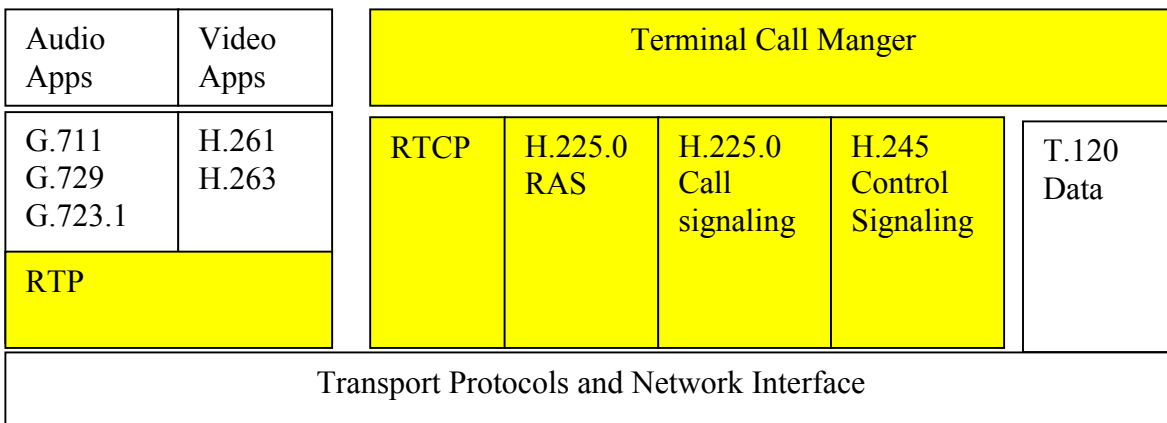 Audio
Apps
Video
Apps
Terminal Call Manger
G.711
G.729
G.723.1
H.261
H.263
RTCP
H.225.0
RAS
H.225.0
Call
signaling
H.245
Control
Signaling
T.120
Data
RTP
Transport Protocols and Network Interface